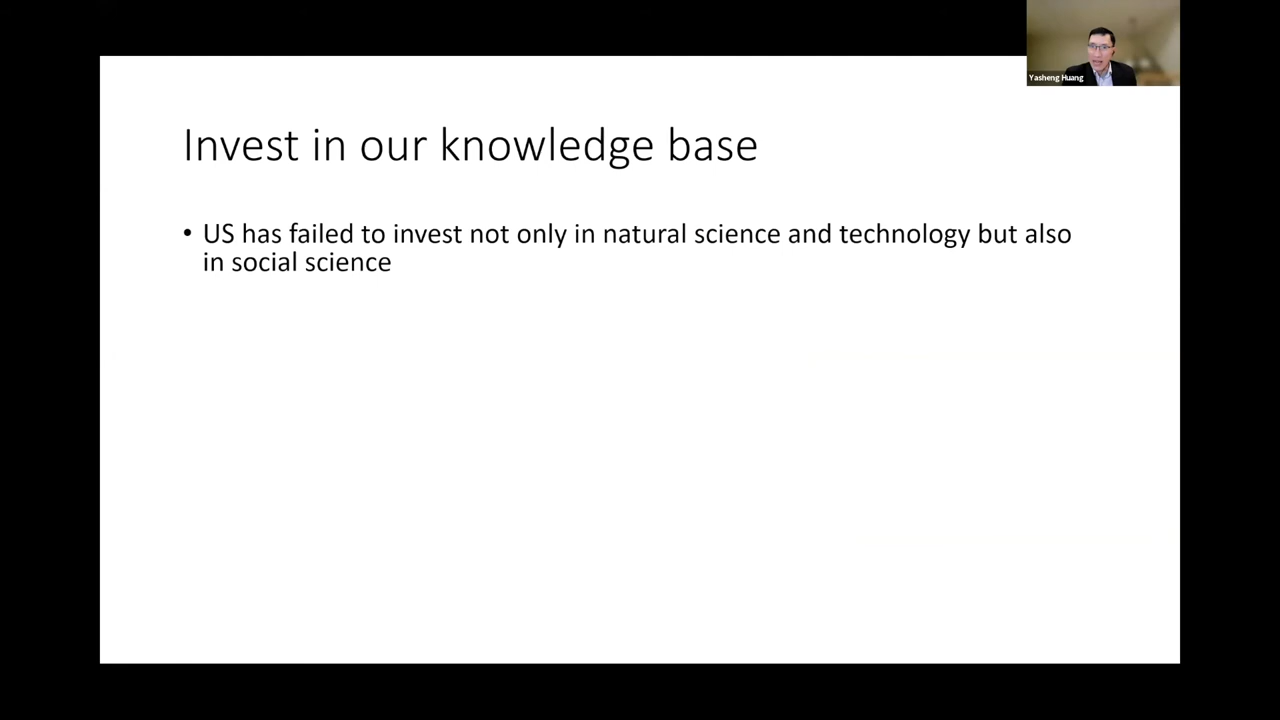 Yasheng Huang
Invest in our knowledge base
• US has failed to invest not only in natural science and technology but also
in social science